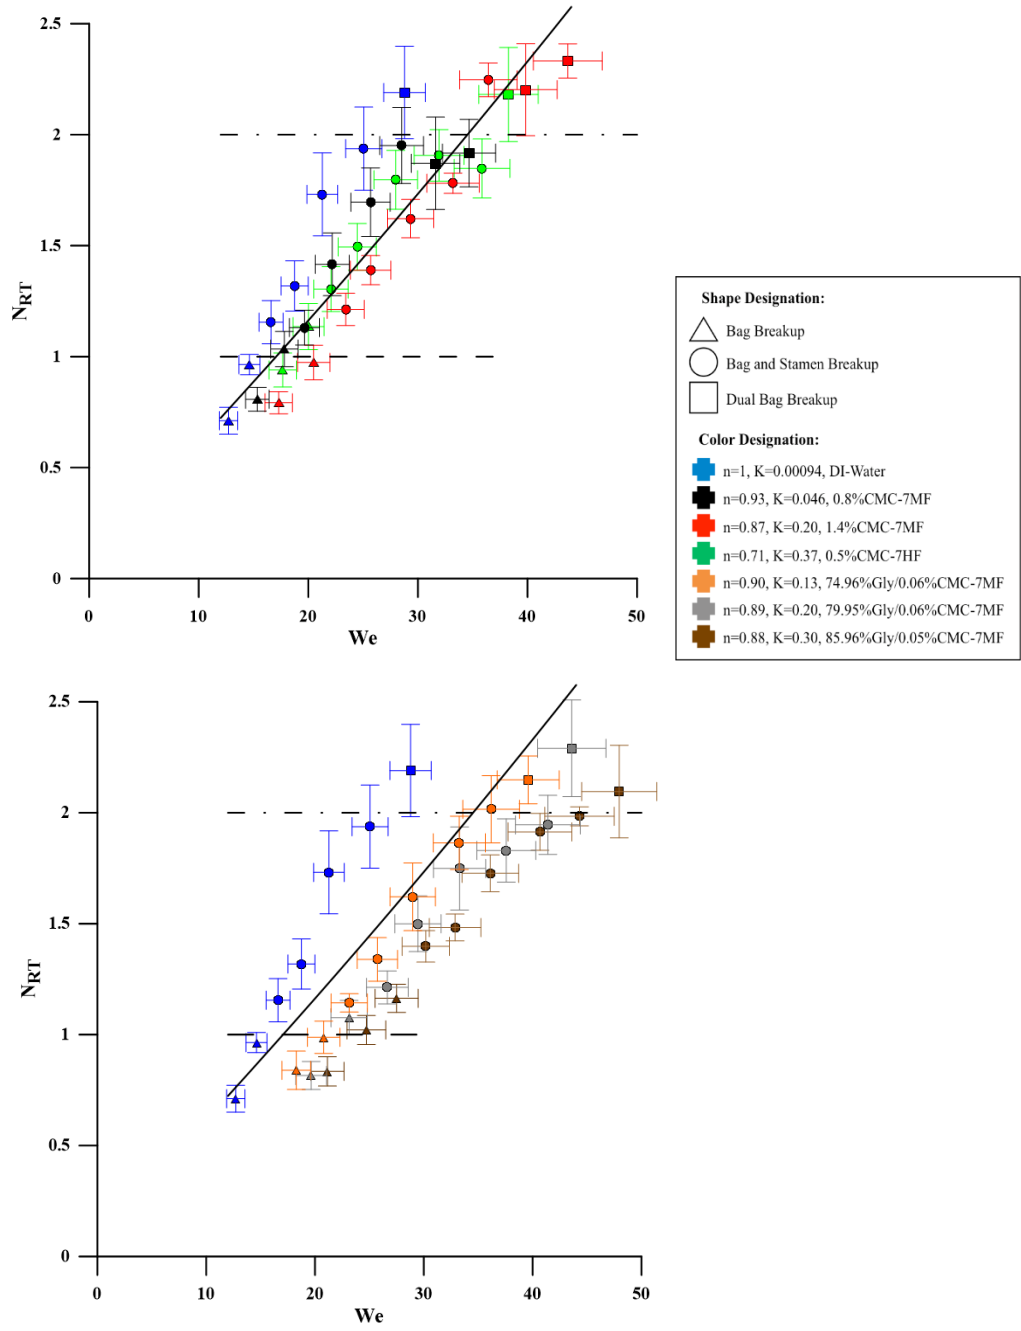 2.5
2
1.5
1
0.5
0
N_RT
0 10 20 30 40 50
We
Shape Designation:
Bag Breakup
Bag and Stamen Breakup
Dual Bag Breakup
Color Designation:
n=1, K=0.00094, DI-Water
n=0.93, K=0.046, 0.8%CMC-7MF
n=0.87, K=0.20, 1.4%CMC-7MF
n=0.71, K=0.37, 0.5%CMC-7HF
n=0.90, K=0.13, 74.96%Gly/0.06%CMC-7MF
n=0.89, K=0.20, 79.95%Gly/0.06%CMC-7MF
n=0.88, K=0.30, 85.96%Gly/0.05%CMC-7MF
2.5
2
1.5
1
0.5
0
N_RT
0 10 20 30 40 50
We